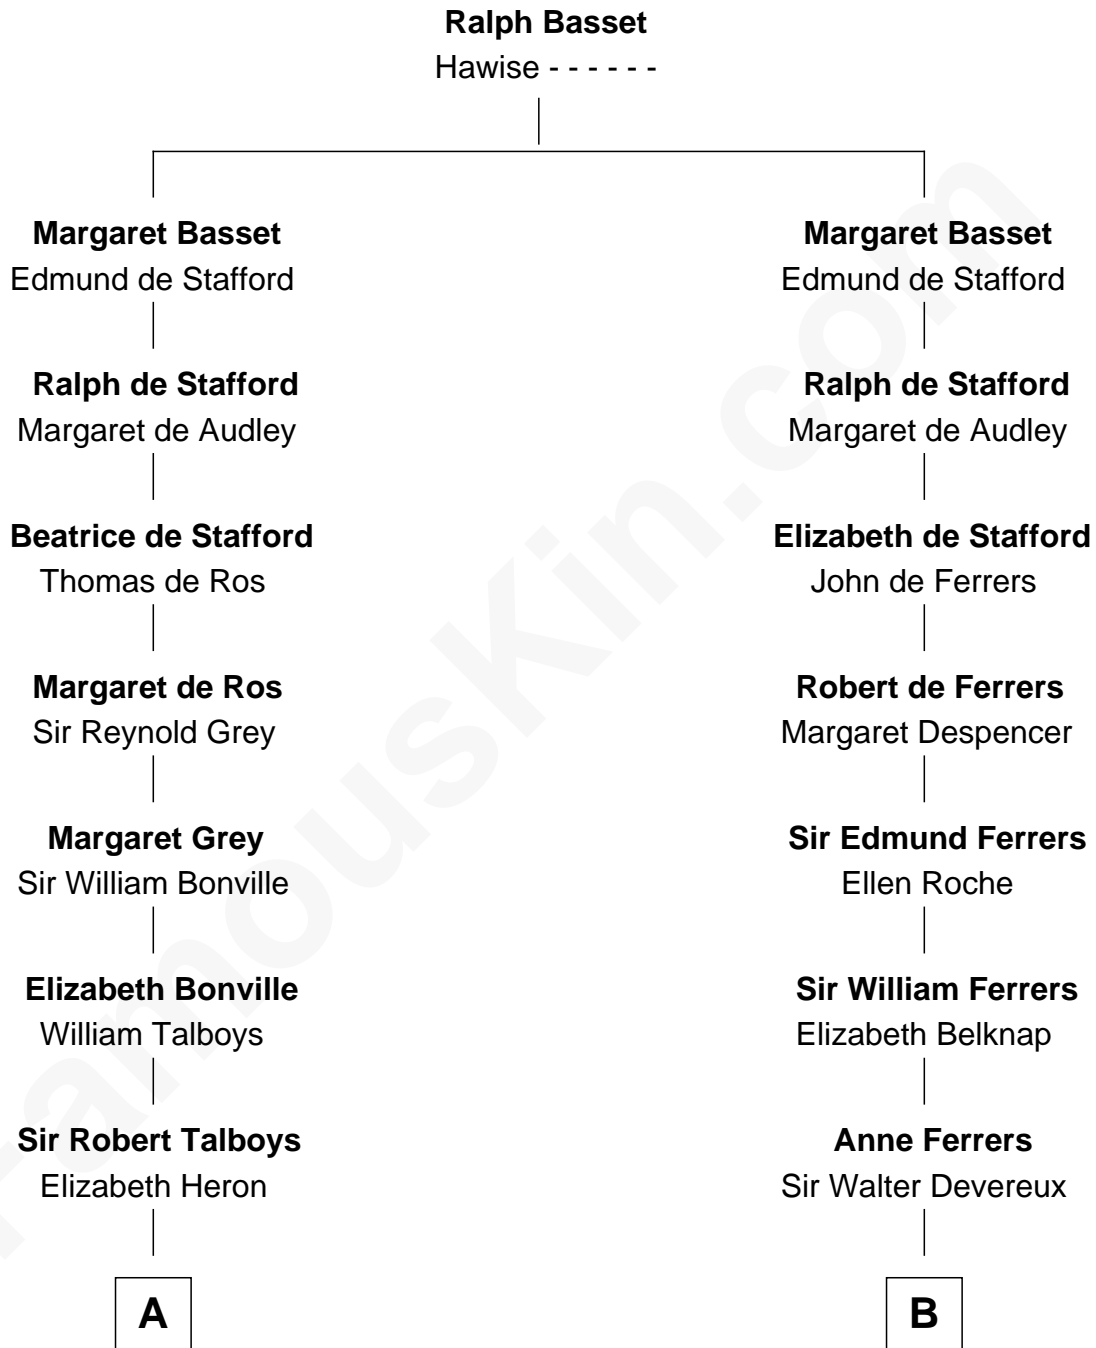 Ralph Basset
Hawise - - - - - -
Margaret Basset
Edmund de Stafford
Ralph de Stafford
Margaret de Audley
Beatrice de Stafford
Thomas de Ros
Margaret de Ros
Sir Reynold Grey
Margaret Grey
Sir William Bonville
Elizabeth Bonville
William Talboys
Sir Robert Talboys
Elizabeth Heron
A
Margaret Basset
Edmund de Stafford
Ralph de Stafford
Margaret de Audley
Elizabeth de Stafford
John de Ferrers
Robert de Ferrers
Margaret Despencer
Sir Edmund Ferrers
Ellen Roche
Sir William Ferrers
Elizabeth Belknap
Anne Ferrers
Sir Walter Devereux
B
FamousKin.com